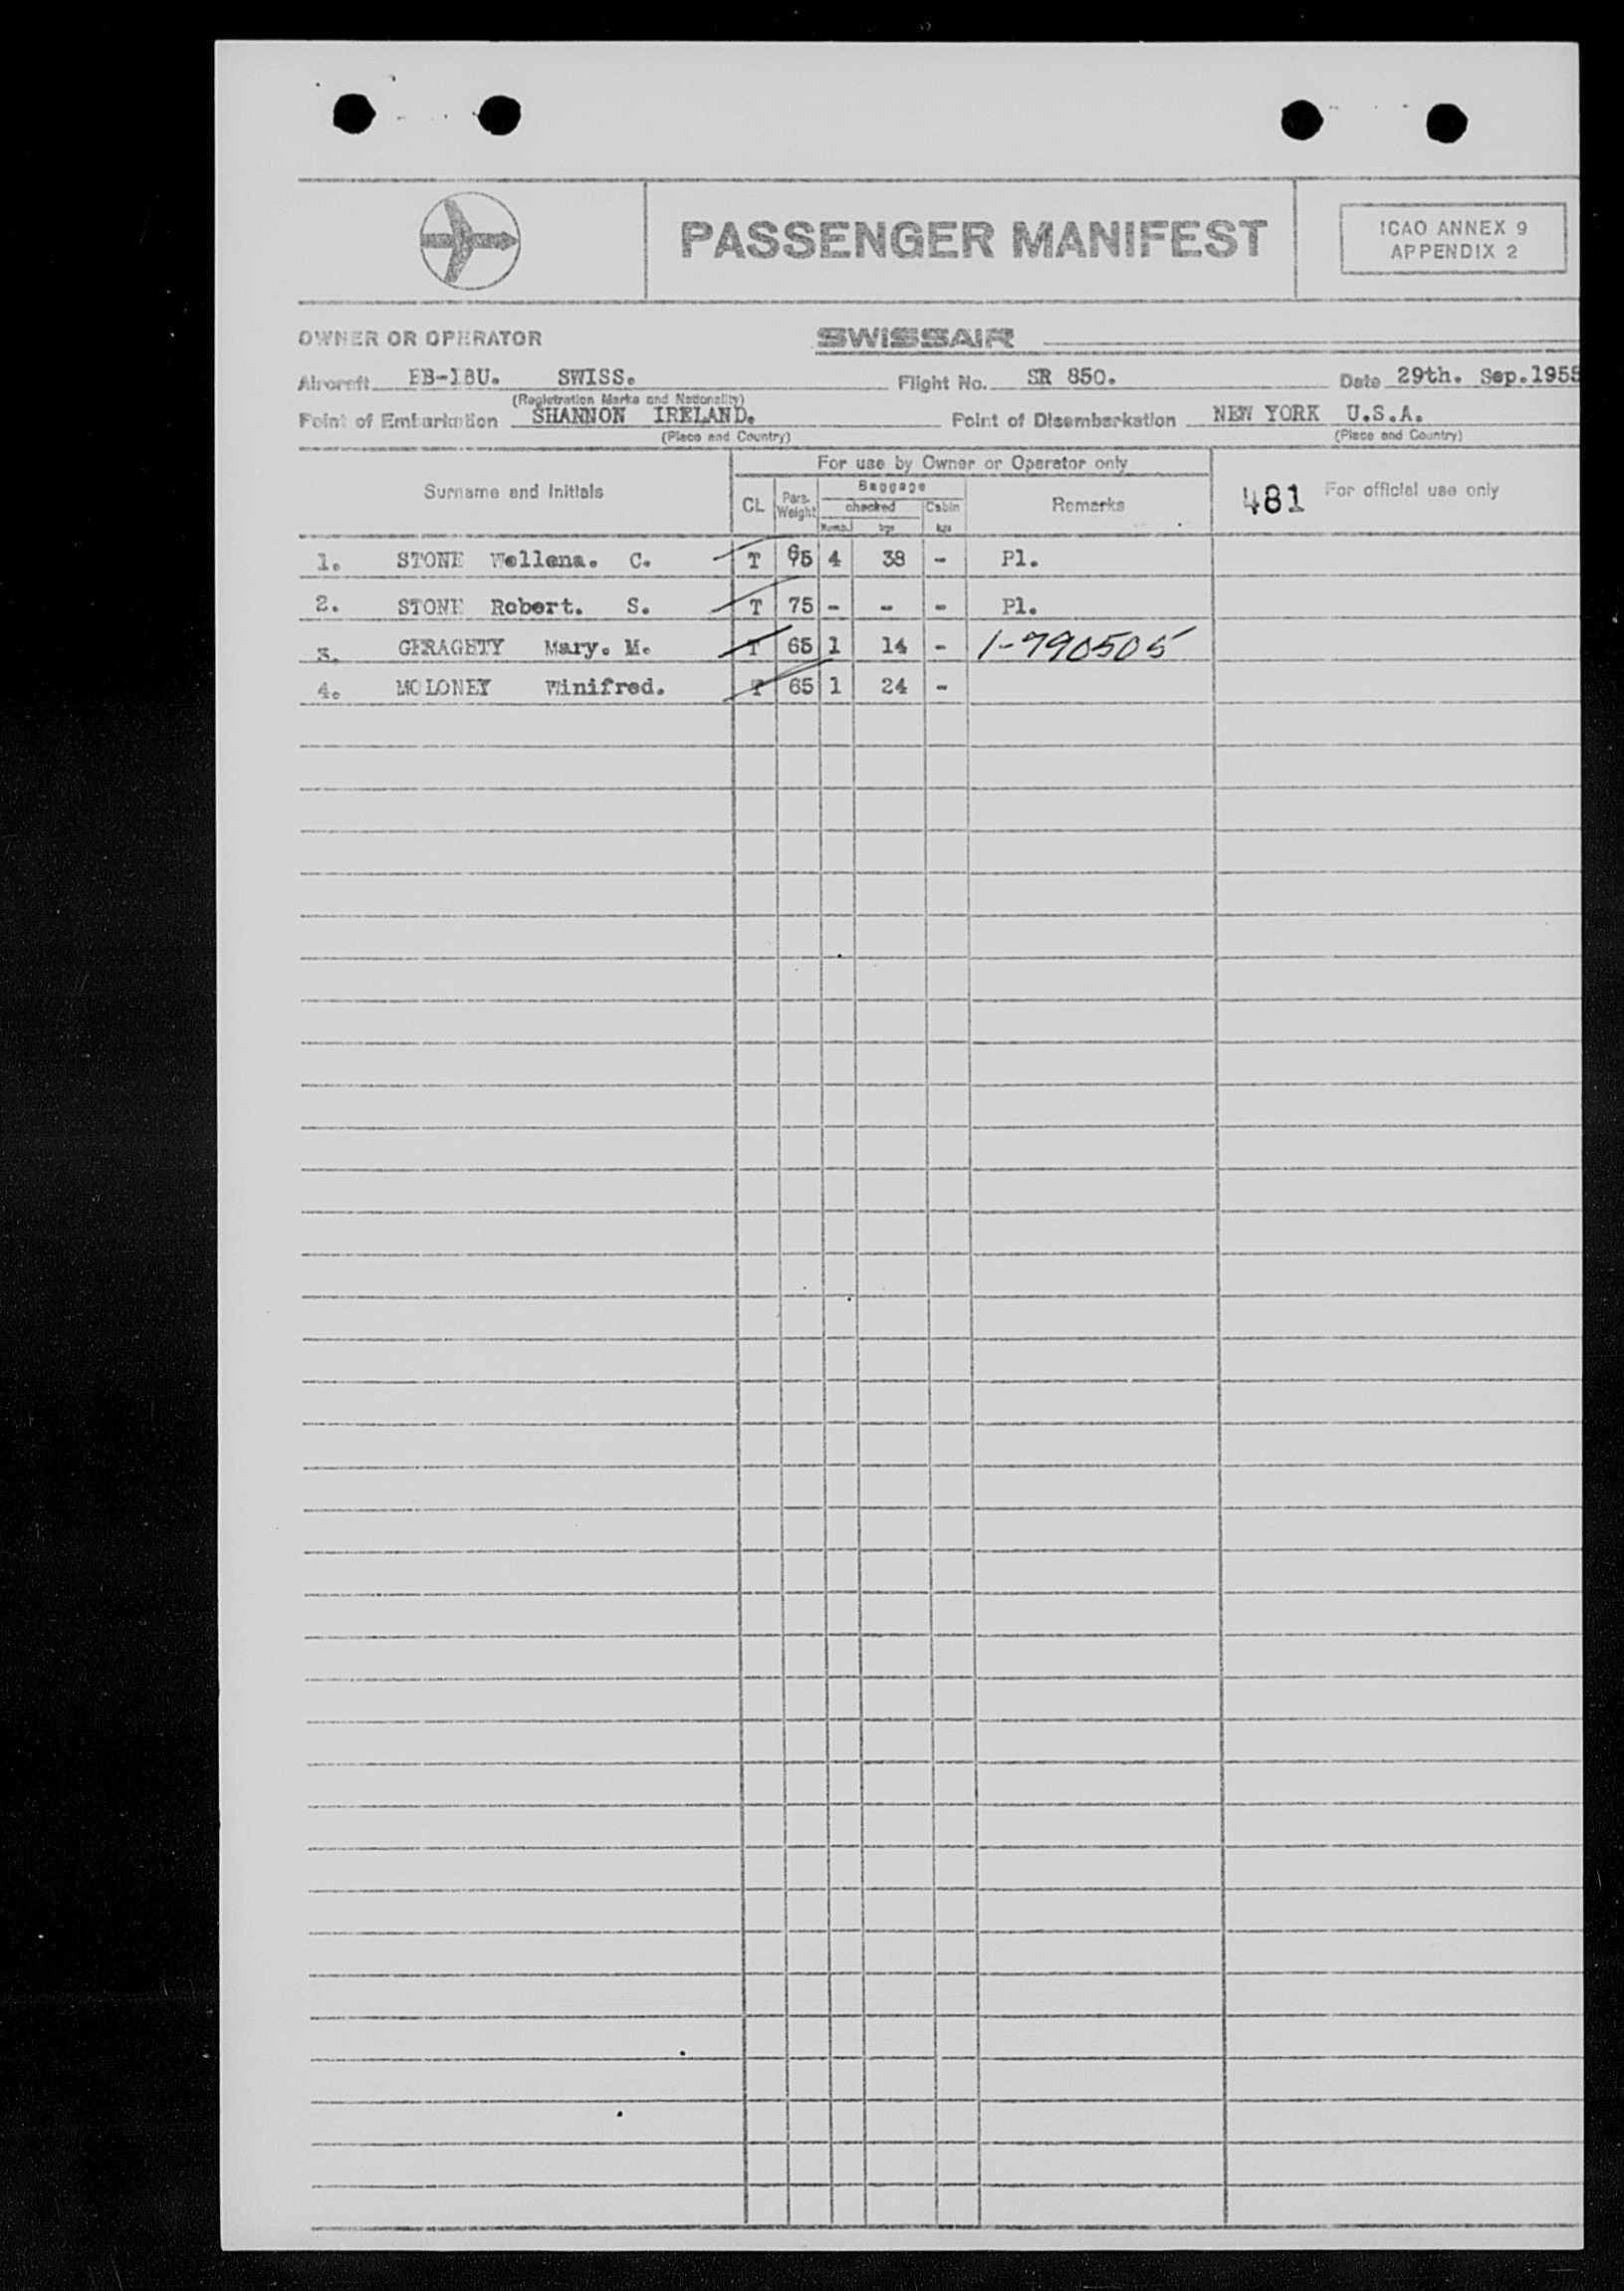 PASSENGER MANIFEST
ICAO ANNEX 9
APPENDIX 2
OWNER OR OPERATOR SWISSAIR
Aircraft SWISS. Flight No. SR 850. Date 29th. Sep.1955
(Registration Marks and Nationality)
Point of Embarkation SHANNON IRELAND. Point of Disembarkation NEW YORK U.S.A.
(Place and Country) (Place and Country)
For use by Owner or Operator only
Surname and Initials CL Pars. Weight Baggage Remarks 481 For official use only
checked Cabin
Numb. kgs kgs
1. STONE Wellena. C. T 65 4 38 - Pl.
2. STONE Robert. S. T 75 - - - Pl.
3. GERAGHTY Mary. M. T 65 1 14 - 1-790505
4. MOLONEY Winifred. T 65 1 24 -